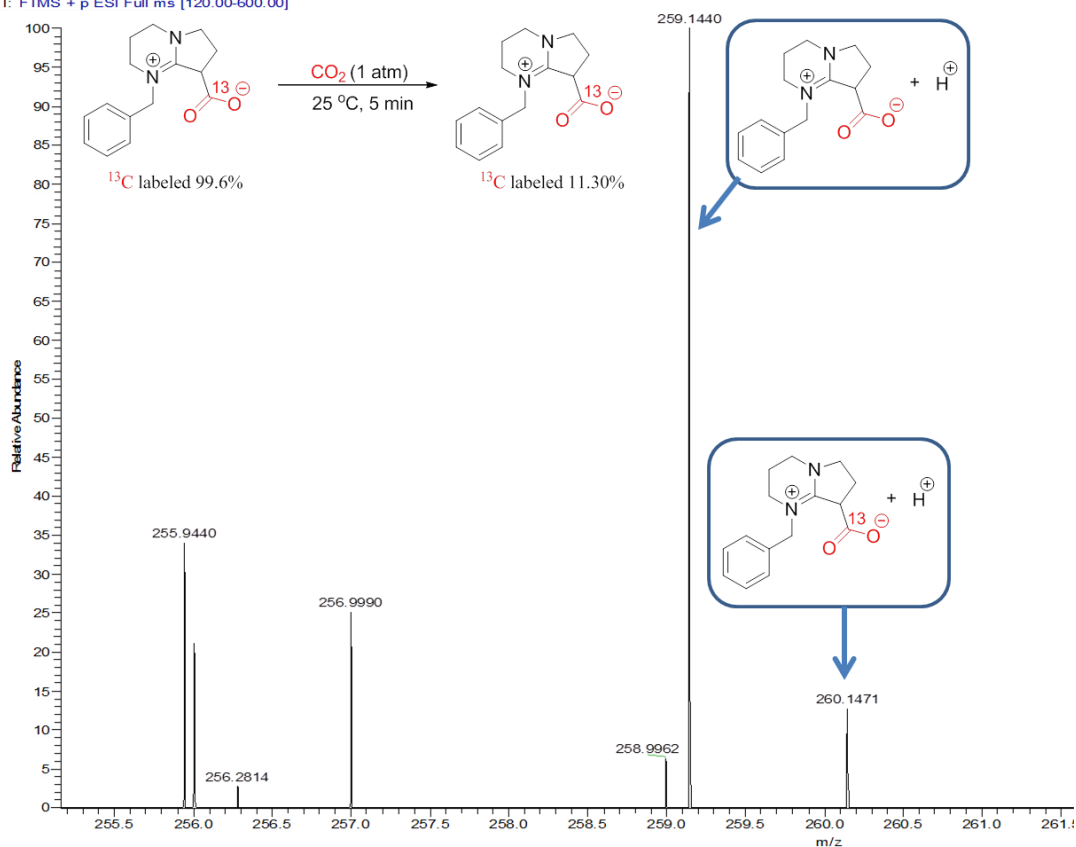 1: FTMS + p ESI Full ms [120.00-600.00]
259.1440
N
⊕
N
13
O
O
⊖
CO2 (1 atm)
25 °C, 5 min
N
⊕
N
13
O
O
⊖
13C labeled 99.6%
13C labeled 11.30%
N
⊕
N
O
O
⊖
+ H
⊕
N
⊕
N
13
O
O
⊖
+ H
⊕
255.9440
256.9990
256.2814
258.9962
260.1471
Relative Abundance
100
95
90
85
80
75
70
65
60
55
50
45
40
35
30
25
20
15
10
5
0
255.5 256.0 256.5 257.0 257.5 258.0 258.5 259.0 259.5 260.0 260.5 261.0 261.5
m/z